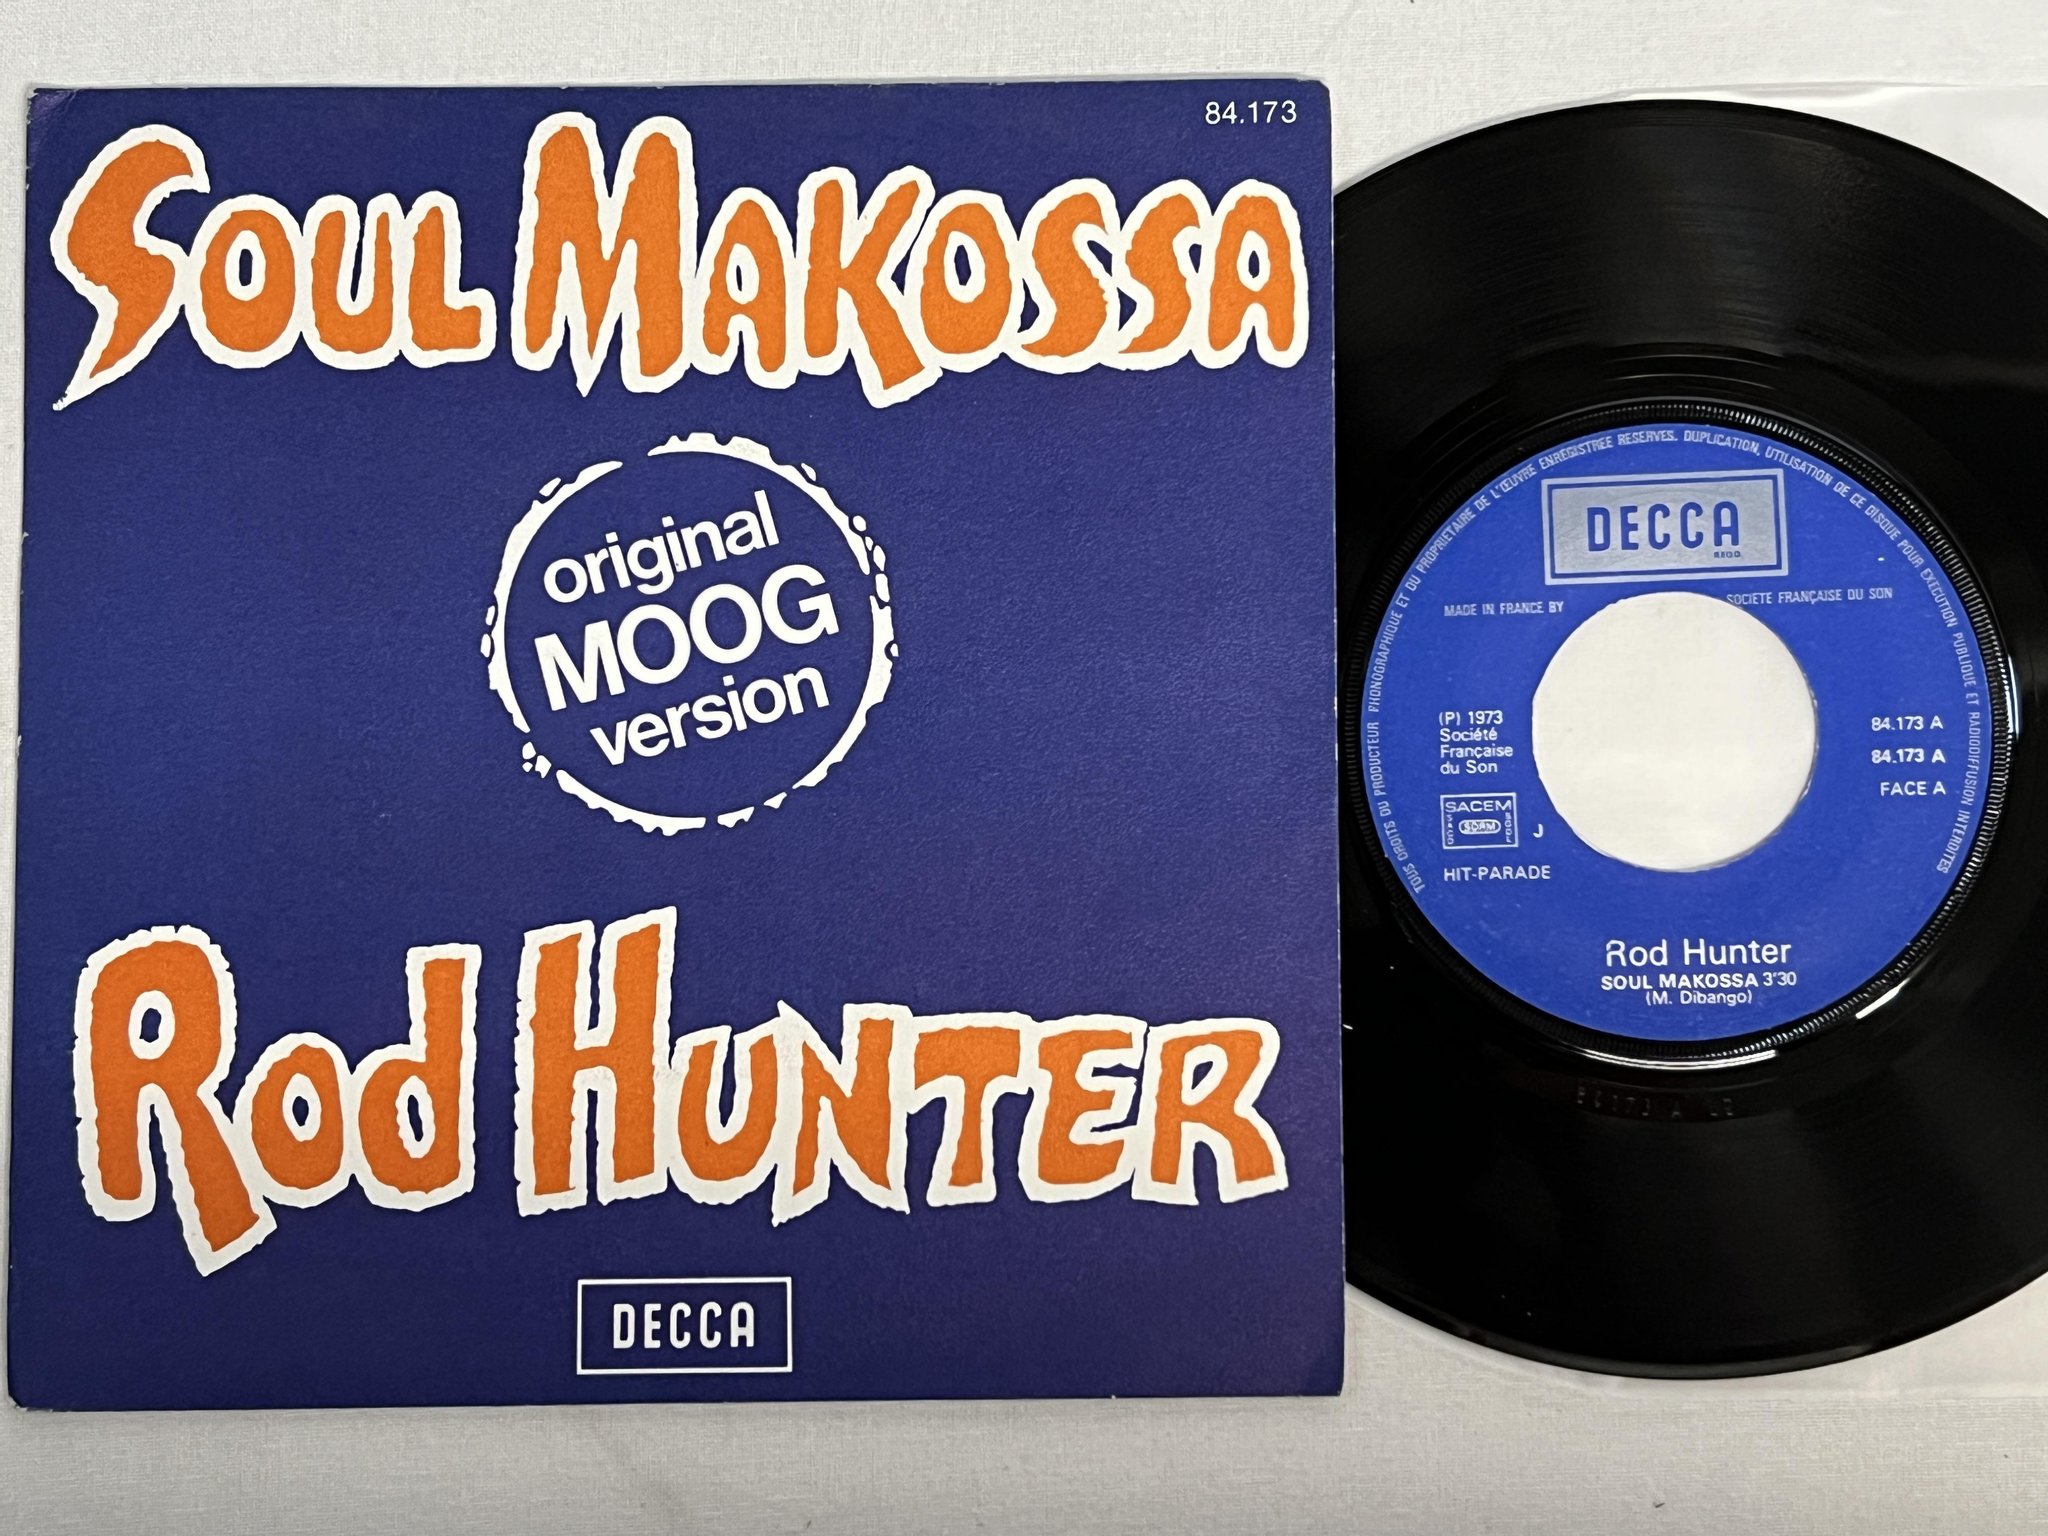 84.173
SOUL MAKOSSA
original
MOOG
version
ROD HUNTER
DECCA
TOUS DROITS DU PRODUCTEUR PHONOGRAPHIQUE ET DU PROPRIETAIRE DE L'ŒUVRE ENREGISTREE RESERVES. DUPLICATION, UTILISATION DE CE DISQUE POUR EXECUTION PUBLIQUE ET RADIODIFFUSION INTERDITES
DECCA
MADE IN FRANCE BY SOCIETE FRANÇAISE DU SON
(P) 1973
Société
Française
du Son
84.173 A
84.173 A
FACE A
SACEM
SDRM
J
HIT-PARADE
Rod Hunter
SOUL MAKOSSA 3"30
(M. Dibango)